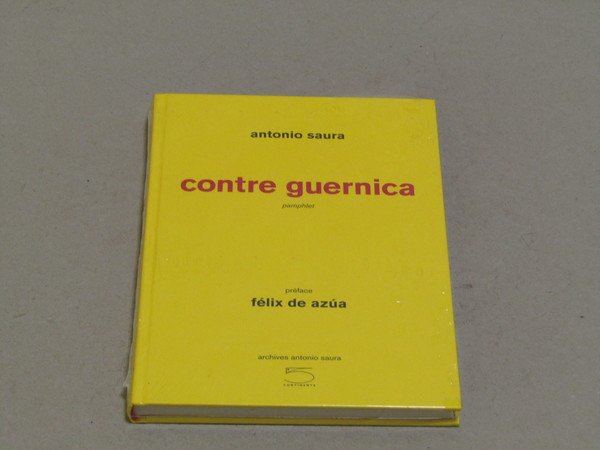 antonio saura
contre guernica
pamphlet
préface
félix de azúa
archives antonio saura
5
CONTINENTS